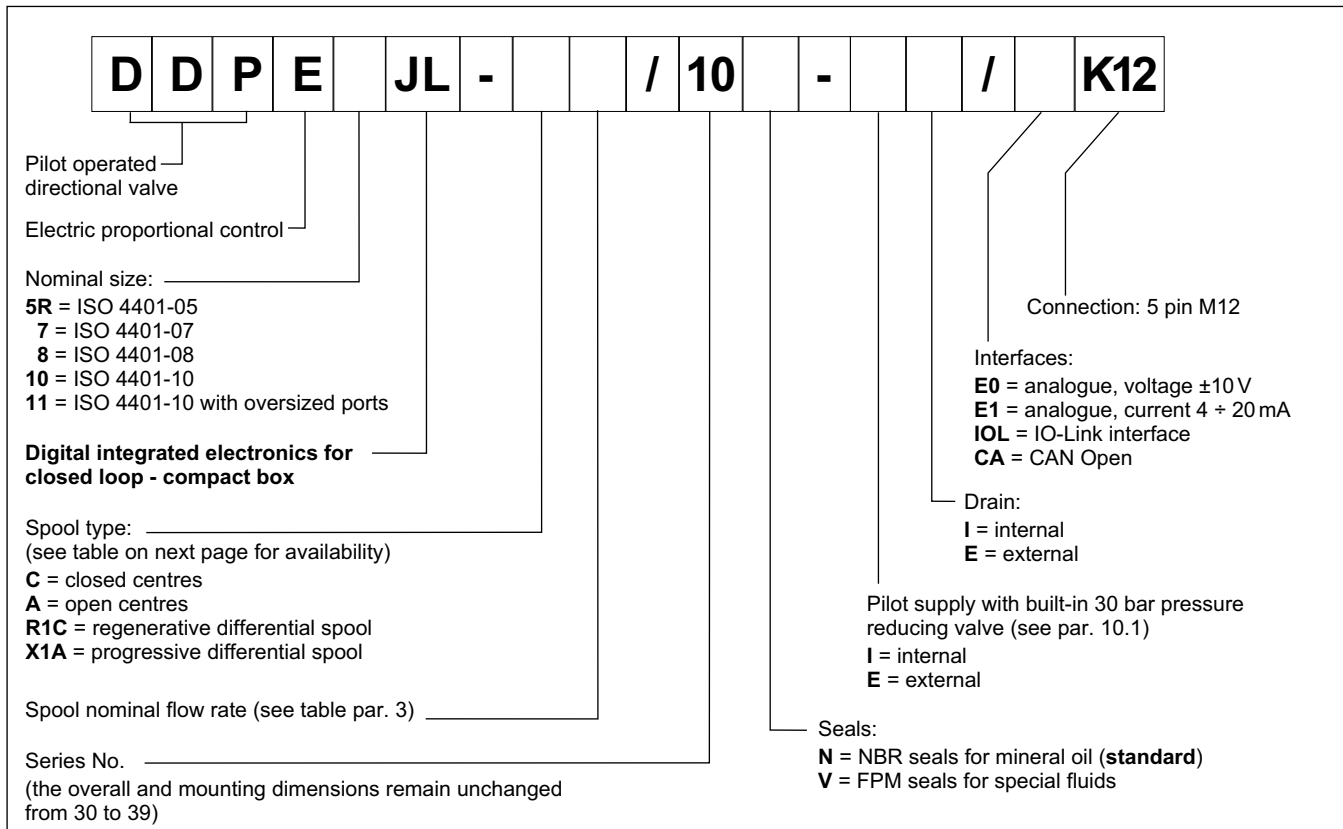 D D P E JL - / 10 - / K12
Pilot operated
directional valve
Electric proportional control
Nominal size:
5R = ISO 4401-05
7 = ISO 4401-07
8 = ISO 4401-08
10 = ISO 4401-10
11 = ISO 4401-10 with oversized ports
Digital integrated electronics for
closed loop - compact box
Spool type:
(see table on next page for availability)
C = closed centres
A = open centres
R1C = regenerative differential spool
X1A = progressive differential spool
Spool nominal flow rate (see table par. 3)
Series No.
(the overall and mounting dimensions remain unchanged
from 30 to 39)
Connection: 5 pin M12
Interfaces:
E0 = analogue, voltage ±10 V
E1 = analogue, current 4 ÷ 20 mA
IOL = IO-Link interface
CA = CAN Open
Drain:
I = internal
E = external
Pilot supply with built-in 30 bar pressure
reducing valve (see par. 10.1)
I = internal
E = external
Seals:
N = NBR seals for mineral oil (standard)
V = FPM seals for special fluids